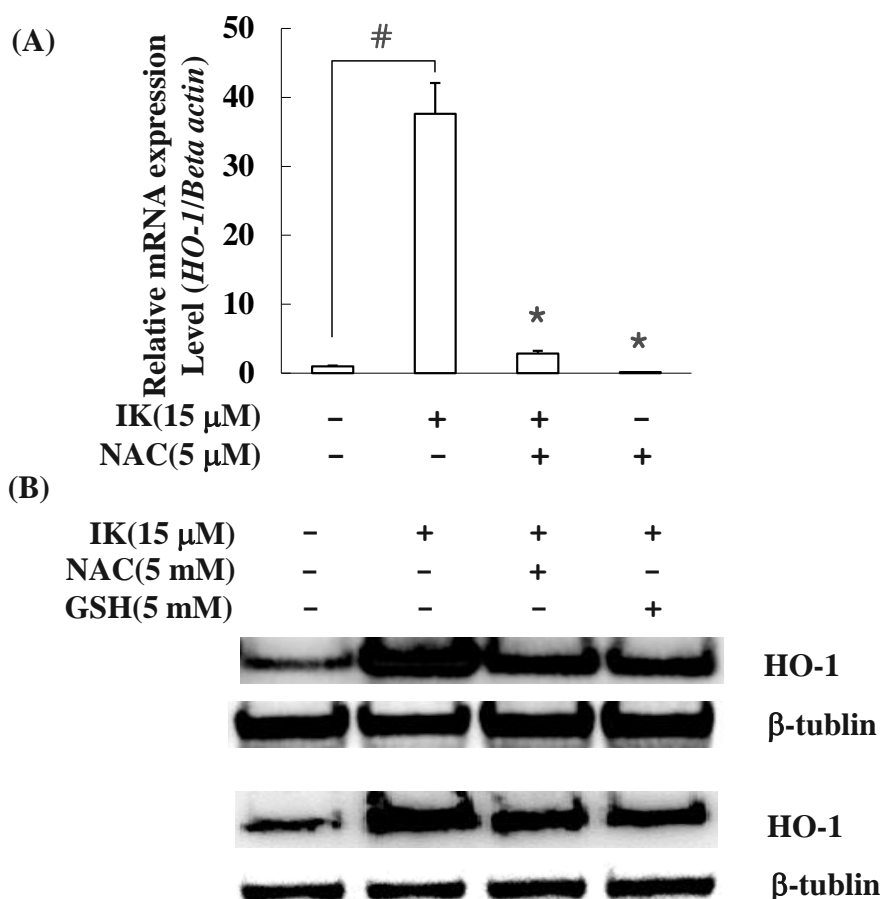 (A)
Relative mRNA expression
Level (HO-1/Beta actin)
50
40
30
20
10
0
#
*
*
IK(15 μM) – + + –
NAC(5 μM) – – + +
(B)
IK(15 μM) – + + +
NAC(5 mM) – – + –
GSH(5 mM) – – – +
HO-1
β-tublin
HO-1
β-tublin